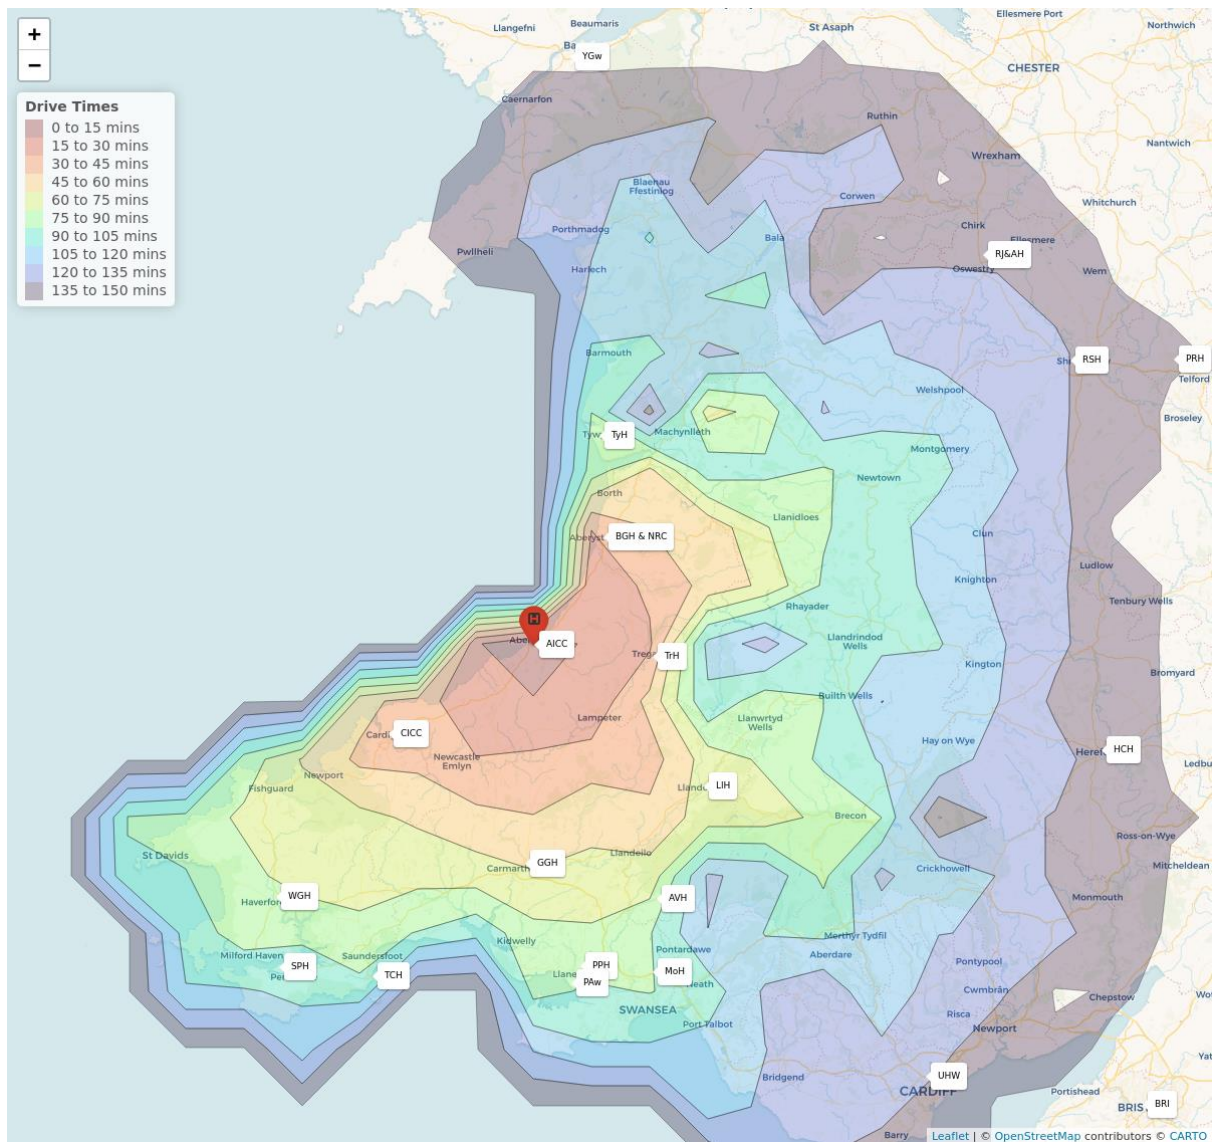 +
−
Drive Times
0 to 15 mins
15 to 30 mins
30 to 45 mins
45 to 60 mins
60 to 75 mins
75 to 90 mins
90 to 105 mins
105 to 120 mins
120 to 135 mins
135 to 150 mins
Ellesmere Port
Llangefni
Beaumaris
St Asaph
Northwich
YGw
CHESTER
Caernarfon
Ruthin
Nantwich
Wrexham
Blaenau
Ffestiniog
Corwen
Whitchurch
Porthmadog
Bala
Chirk
Ellesmere
Pwllheli
RJ&AH
Harlech
Oswestry
Wem
Barmouth
RSH
PRH
Telford
Welshpool
Broseley
TyH
Machynlleth
Montgomery
Newtown
Borth
Llanidloes
BGH & NRC
Clun
Ludlow
Knighton
Tenbury Wells
Rhayader
H
AICC
Llandrindod
Wells
TrH
Kington
Bromyard
Builth Wells
Lampeter
Llanwrtyd
Wells
CICC
Hay on Wye
HCH
Newcastle
Emlyn
Newport
Fishguard
LIH
Brecon
Ross-on-Wye
St Davids
Llandeilo
GGH
Mitcheldean
Crickhowell
WGH
AVH
Monmouth
Kidwelly
Merthyr Tydfil
Pontardawe
Aberdare
Milford Haven
Saundersfoot
SPH
TCH
PPH
PAw
MoH
Pontypool
Cwmbrân
Chepstow
SWANSEA
Port Talbot
Risca
Newport
Bridgend
UHW
CARDIFF
Portishead
BRI
Barry
Leaflet | © OpenStreetMap contributors © CARTO